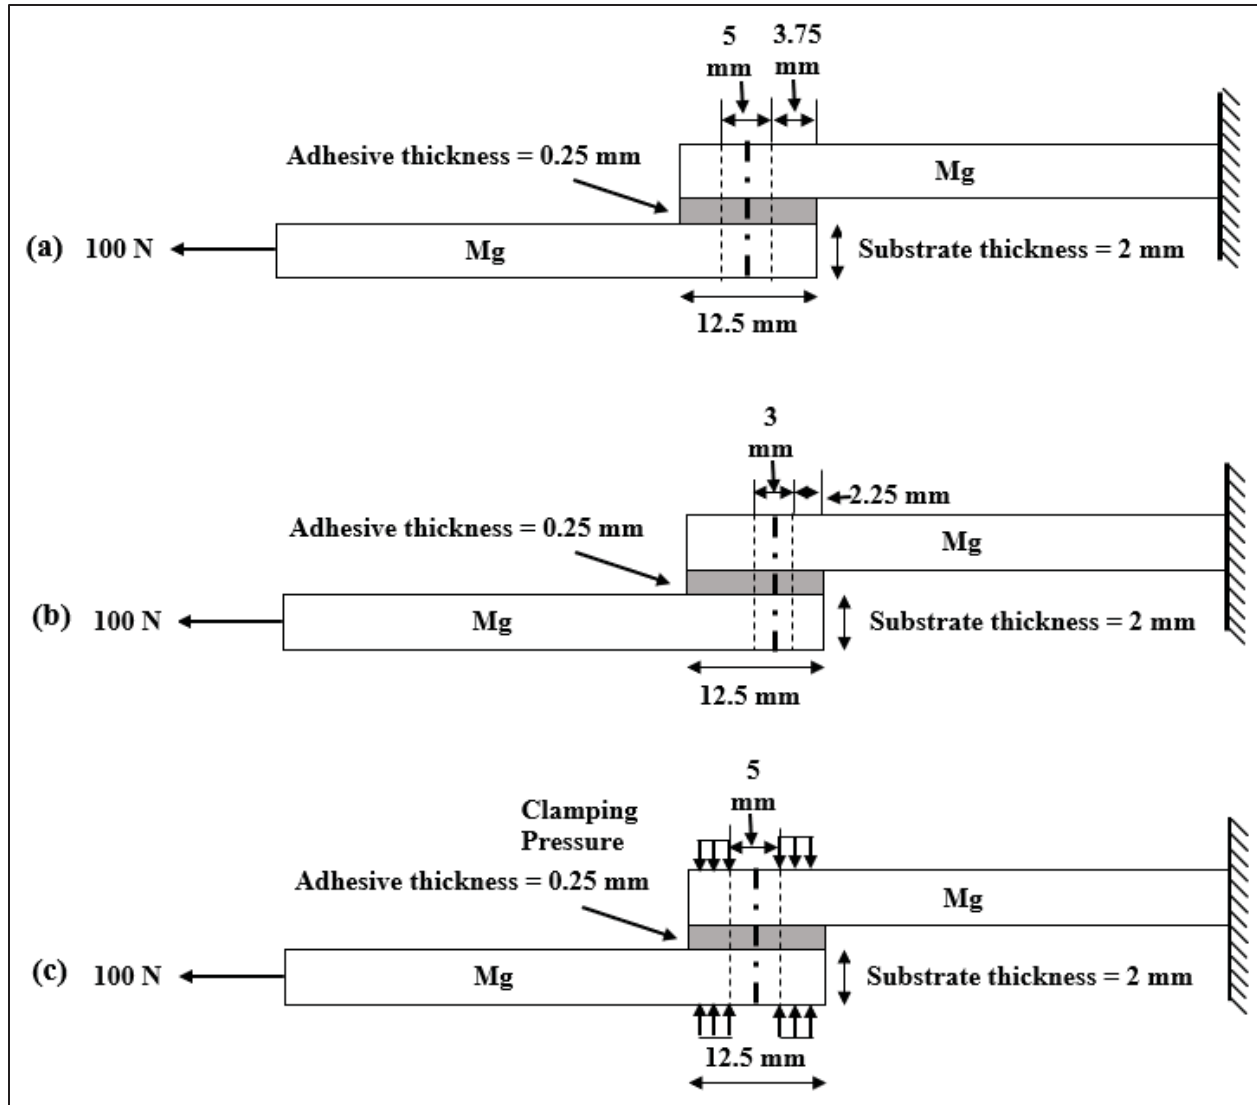 5
mm
3.75
mm
Adhesive thickness = 0.25 mm
Mg
(a) 100 N
Mg
Substrate thickness = 2 mm
12.5 mm
3
mm
2.25 mm
Adhesive thickness = 0.25 mm
Mg
(b) 100 N
Mg
Substrate thickness = 2 mm
12.5 mm
5
mm
Clamping
Pressure
Adhesive thickness = 0.25 mm
Mg
(c) 100 N
Mg
Substrate thickness = 2 mm
12.5 mm